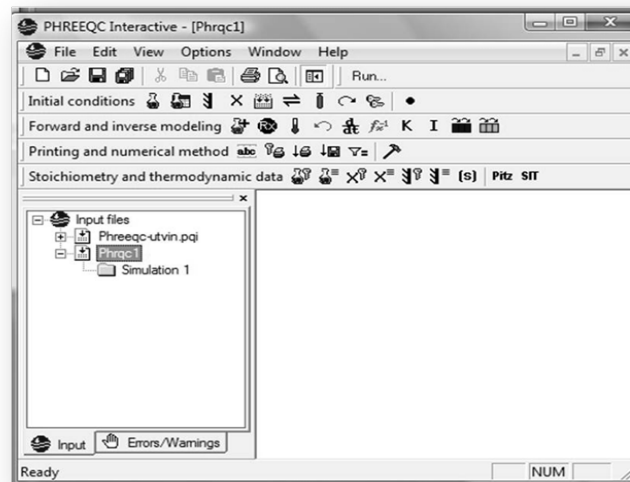 PHREEQC Interactive - [Phrqc1]
File Edit View Options Window Help
Run...
Initial conditions
Forward and inverse modeling Rx f(x) K I
Printing and numerical method abc
Stoichiometry and thermodynamic data (s) Pitz SIT
Input files
Phreeqc-utvin.pqi
Phrqc1
Simulation 1
Input Errors/Warnings
Ready NUM